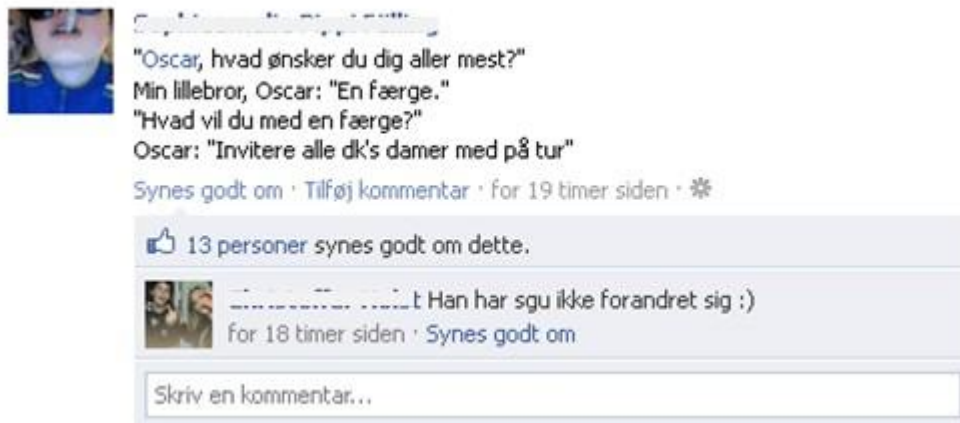 "Oscar, hvad ønsker du dig aller mest?"
Min lillebror, Oscar: "En færge."
"Hvad vil du med en færge?"
Oscar: "Invitere alle dk's damer med på tur"
Synes godt om · Tilføj kommentar · for 19 timer siden ·
13 personer synes godt om dette.
Han har sgu ikke forandret sig :)
for 18 timer siden · Synes godt om
Skriv en kommentar...